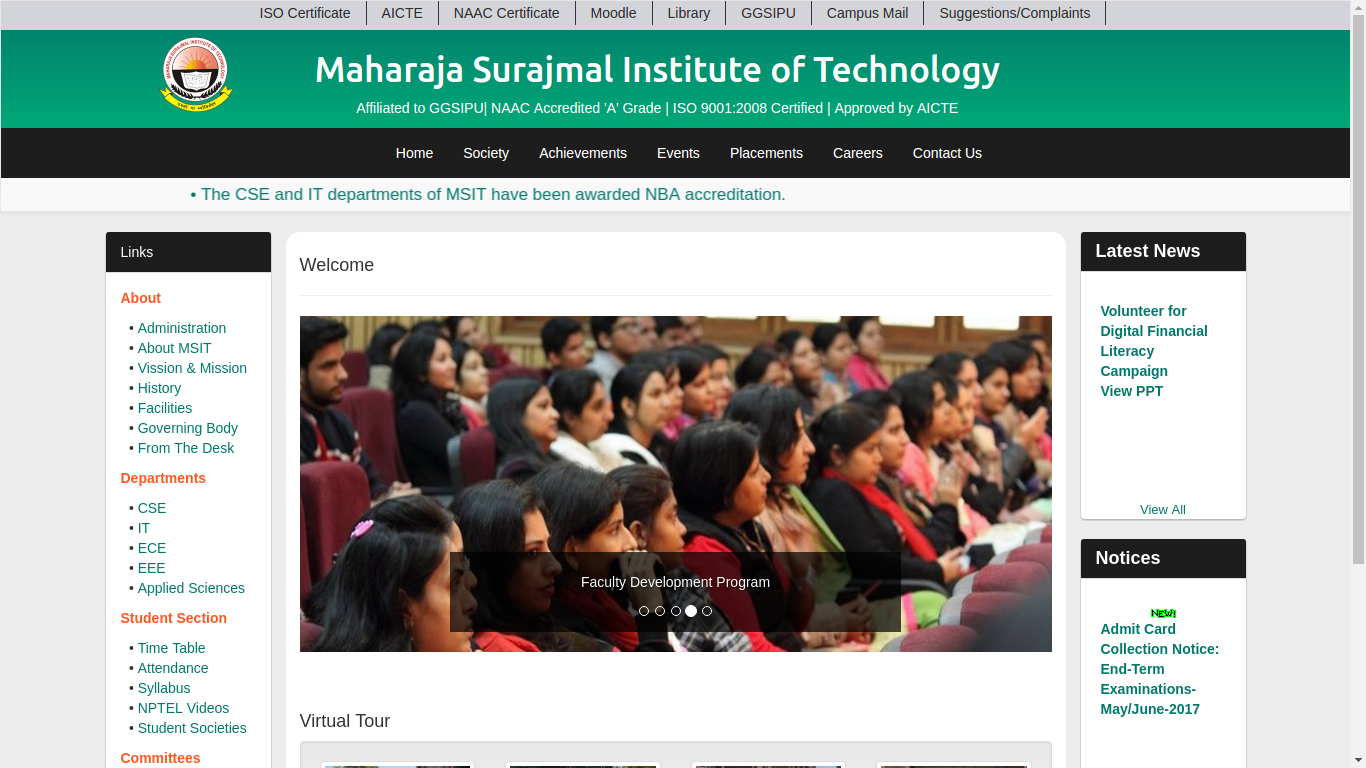 ISO Certificate AICTE NAAC Certificate Moodle Library GGSIPU Campus Mail Suggestions/Complaints
Maharaja Surajmal Institute of Technology
Affiliated to GGSIPU| NAAC Accredited 'A' Grade | ISO 9001:2008 Certified | Approved by AICTE
Home Society Achievements Events Placements Careers Contact Us
• The CSE and IT departments of MSIT have been awarded NBA accreditation.
Links
About
• Administration
• About MSIT
• Vission & Mission
• History
• Facilities
• Governing Body
• From The Desk
Departments
• CSE
• IT
• ECE
• EEE
• Applied Sciences
Student Section
• Time Table
• Attendance
• Syllabus
• NPTEL Videos
• Student Societies
Committees
Welcome
Faculty Development Program
Virtual Tour
Latest News
Volunteer for
Digital Financial
Literacy
Campaign
View PPT
View All
Notices
NEW!
Admit Card
Collection Notice:
End-Term
Examinations-
May/June-2017